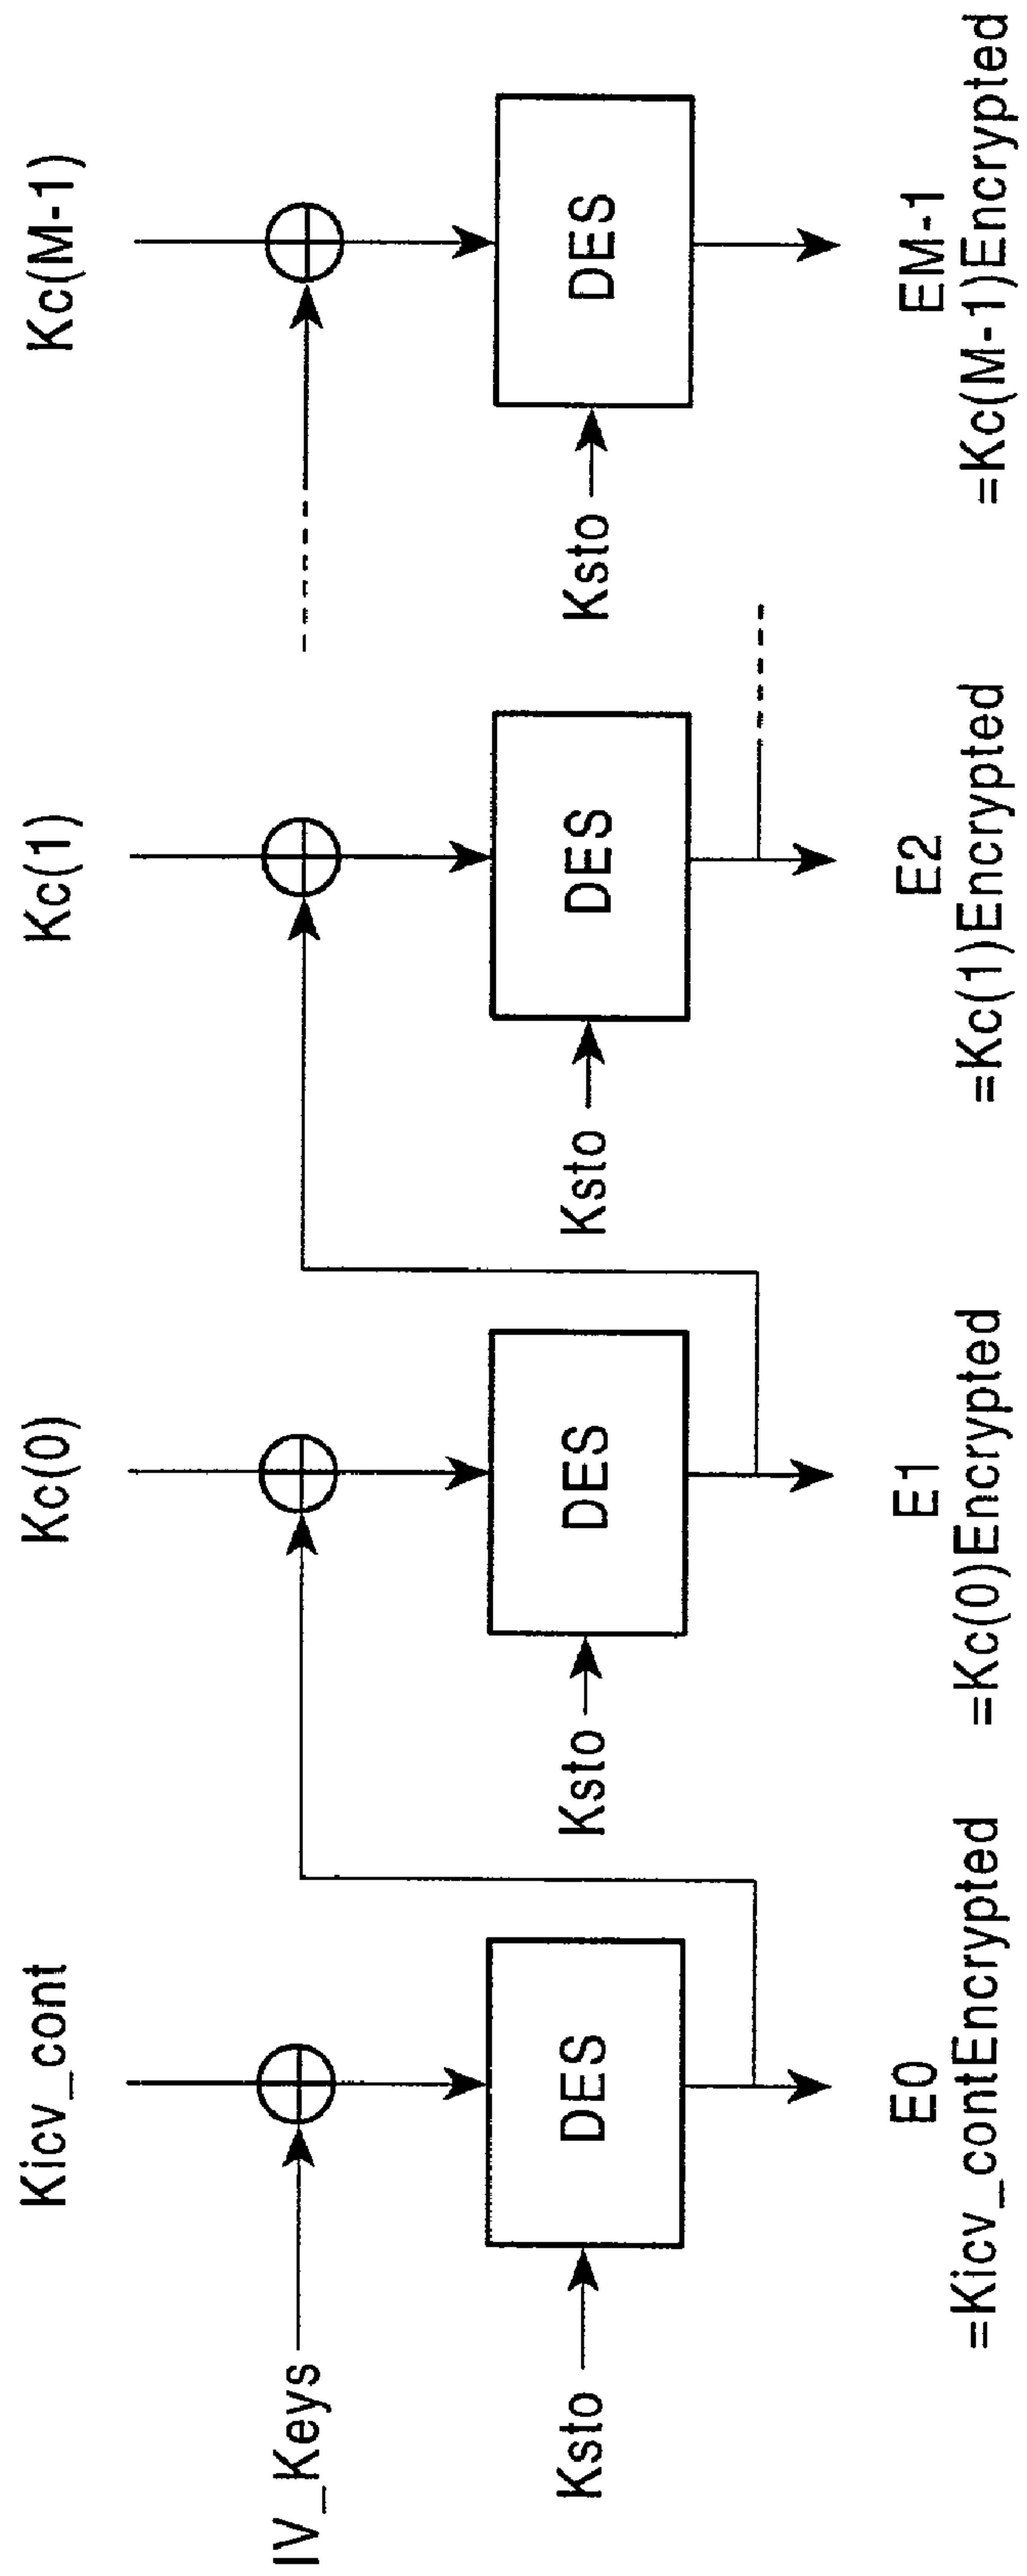 Kicv_cont
Kc(0)
Kc(1)
Kc(M-1)
IV_Keys
Ksto
DES
Ksto
DES
Ksto
DES
Ksto
DES
E0
=Kicv_contEncrypted
E1
=Kc(0)Encrypted
E2
=Kc(1)Encrypted
EM-1
=Kc(M-1)Encrypted